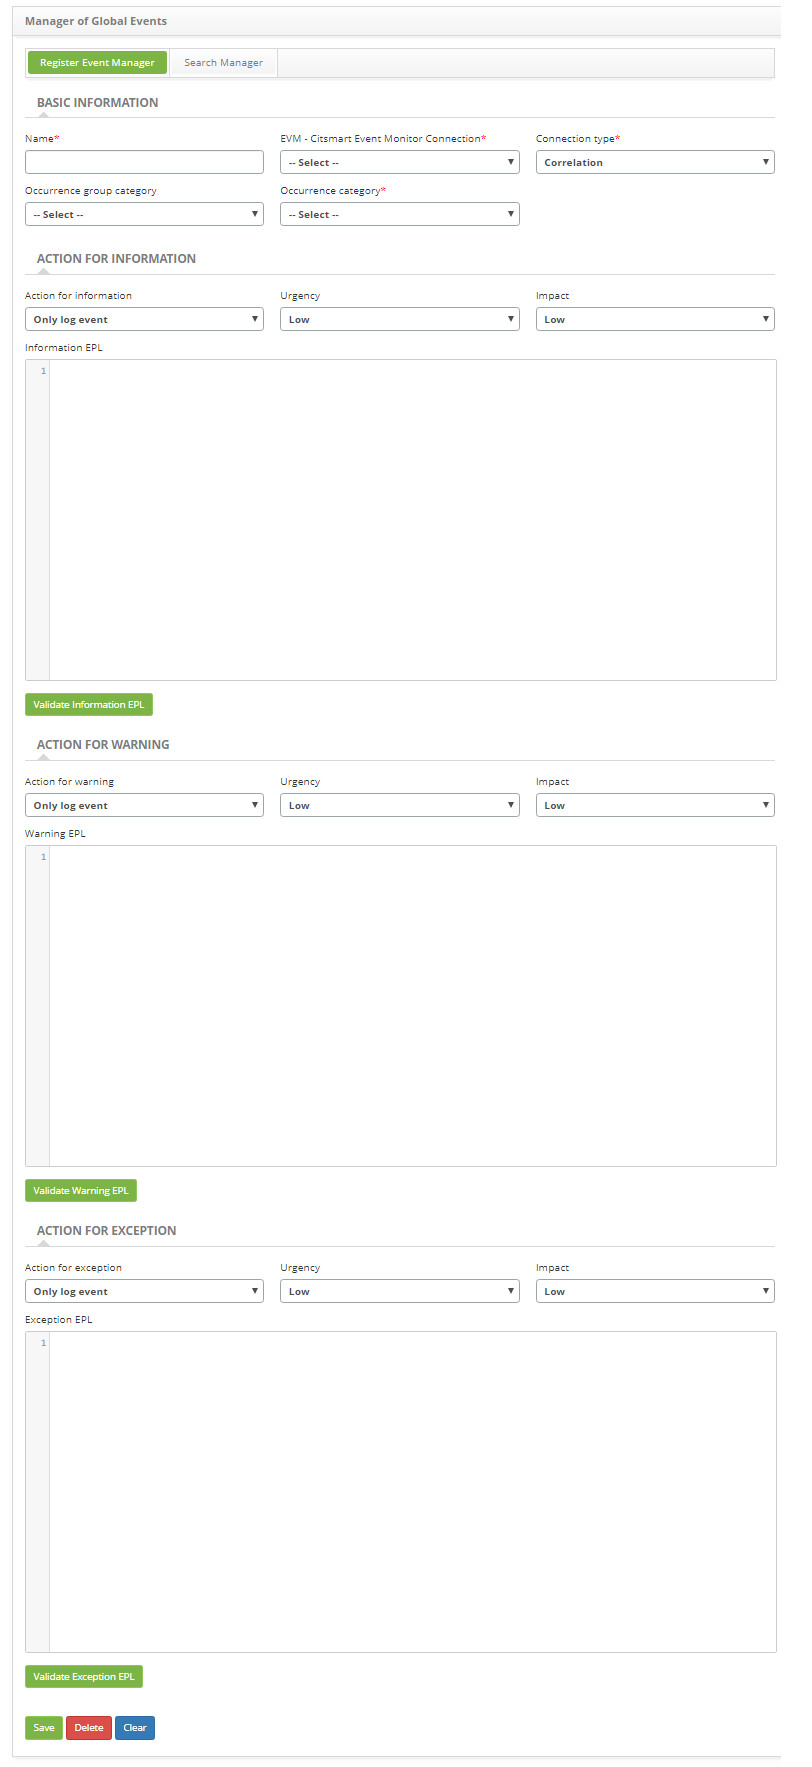 Manager of Global Events
Register Event Manager Search Manager
BASIC INFORMATION
Name* EVM - Citsmart Event Monitor Connection* Connection type*
-- Select -- Correlation
Occurrence group category Occurrence category*
-- Select -- -- Select --
ACTION FOR INFORMATION
Action for information Urgency Impact
Only log event Low Low
Information EPL
1
Validate Information EPL
ACTION FOR WARNING
Action for warning Urgency Impact
Only log event Low Low
Warning EPL
1
Validate Warning EPL
ACTION FOR EXCEPTION
Action for exception Urgency Impact
Only log event Low Low
Exception EPL
1
Validate Exception EPL
Save Delete Clear